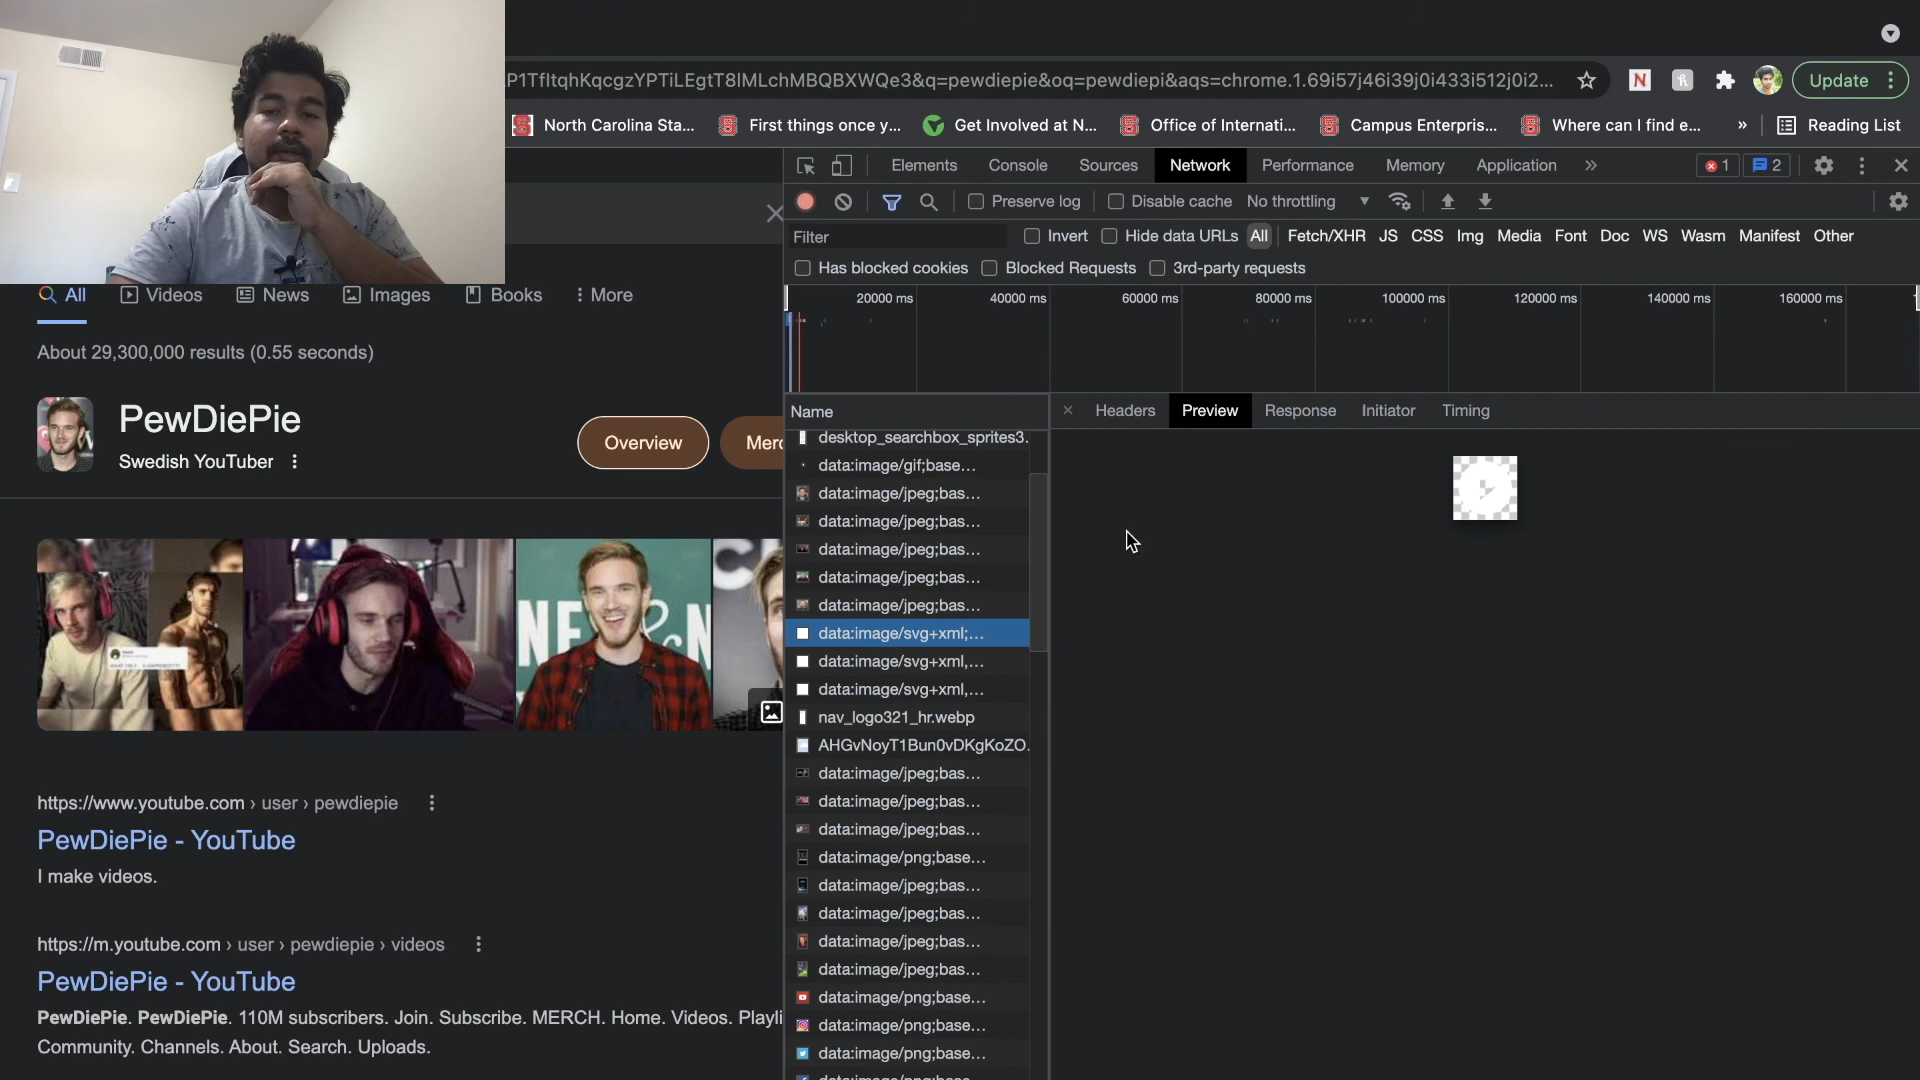 P1TfItqhKqcgzYPTiLEgtT8IMLchMBQBXWQe3&q=pewdiepie&oq=pewdiepi&aqs=chrome.1.69i57j46i39j0i433i512j0i2...
Update
North Carolina Sta...
First things once y...
Get Involved at N...
Office of Internati...
Campus Enterpris...
Where can I find e...
»
Reading List
Elements Console Sources Network Performance Memory Application » 1 2
Preserve log Disable cache No throttling
Filter Invert Hide data URLs All Fetch/XHR JS CSS Img Media Font Doc WS Wasm Manifest Other
Has blocked cookies Blocked Requests 3rd-party requests
20000 ms 40000 ms 60000 ms 80000 ms 100000 ms 120000 ms 140000 ms 160000 ms
Name
Headers Preview Response Initiator Timing
desktop_searchbox_sprites3.
data:image/gif;base...
data:image/jpeg;bas...
data:image/jpeg;bas...
data:image/jpeg;bas...
data:image/jpeg;bas...
data:image/jpeg;bas...
data:image/svg+xml;...
data:image/svg+xml,...
data:image/svg+xml,...
nav_logo321_hr.webp
AHGvNoyT1Bun0vDKgKoZO.
data:image/jpeg;bas...
data:image/jpeg;bas...
data:image/jpeg;bas...
data:image/png;base...
data:image/jpeg;bas...
data:image/jpeg;bas...
data:image/jpeg;bas...
data:image/jpeg;bas...
data:image/png;base...
data:image/png;base...
data:image/png;base...
All Videos News Images Books More
About 29,300,000 results (0.55 seconds)
PewDiePie
Swedish YouTuber
Overview
Merc
https://www.youtube.com › user › pewdiepie
PewDiePie - YouTube
I make videos.
https://m.youtube.com › user › pewdiepie › videos
PewDiePie - YouTube
PewDiePie. PewDiePie. 110M subscribers. Join. Subscribe. MERCH. Home. Videos. Playli
Community. Channels. About. Search. Uploads.